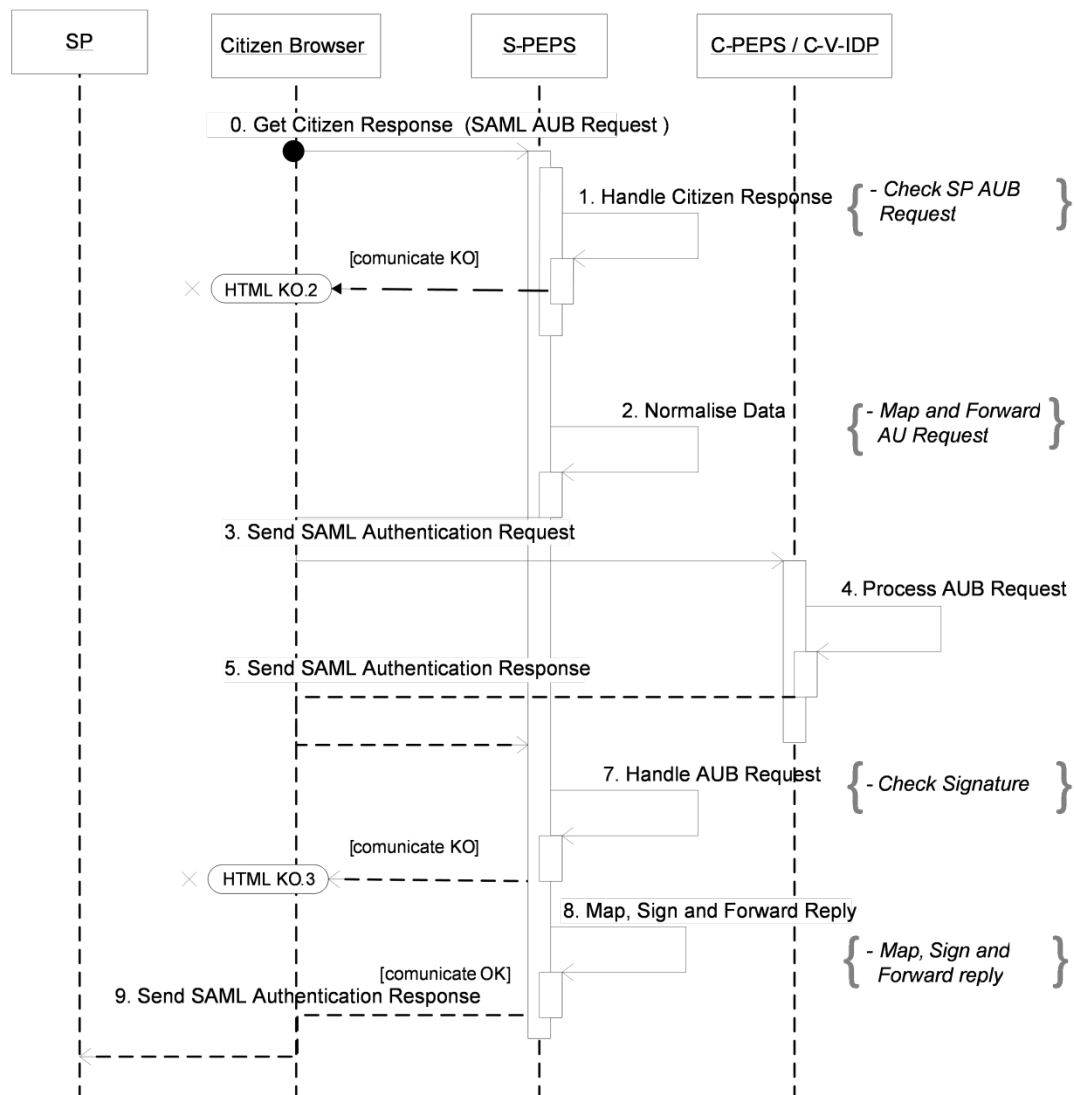 SP
Citizen Browser
S-PEPS
C-PEPS / C-V-IDP
0. Get Citizen Response (SAML AUB Request )
1. Handle Citizen Response
- Check SP AUB
Request
[comunicate KO]
HTML KO.2
2. Normalise Data
- Map and Forward
AU Request
3. Send SAML Authentication Request
4. Process AUB Request
5. Send SAML Authentication Response
7. Handle AUB Request
- Check Signature
[comunicate KO]
HTML KO.3
8. Map, Sign and Forward Reply
- Map, Sign and
Forward reply
[comunicate OK]
9. Send SAML Authentication Response